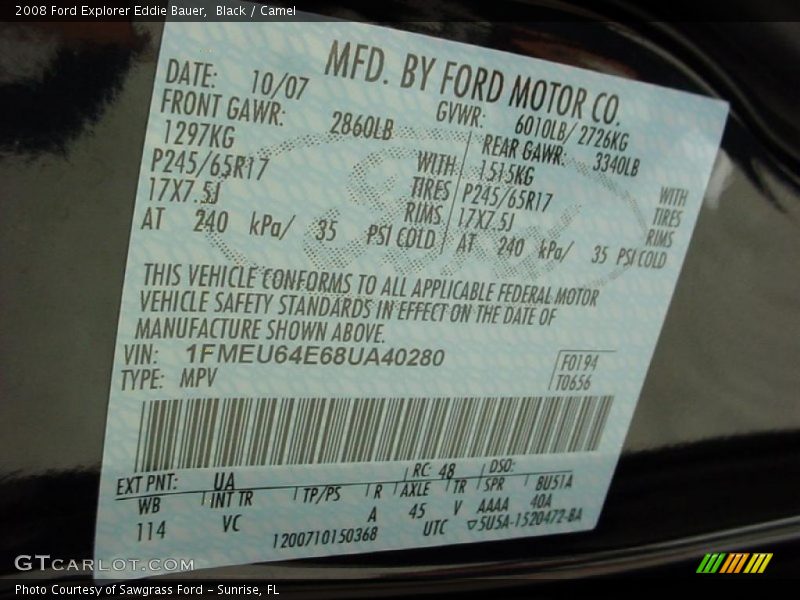 2008 Ford Explorer Eddie Bauer, Black / Camel
MFD. BY FORD MOTOR CO.
DATE: 10/07 GVWR: 6010LB/ 2726KG
FRONT GAWR: 2860LB REAR GAWR: 3340LB
1297KG WITH 1515KG WITH
P245/65R17 TIRES P245/65R17 TIRES
17X7.5J RIMS 17X7.5J RIMS
AT 240 kPa/ 35 PSI COLD AT 240 kPa/ 35 PSI COLD
THIS VEHICLE CONFORMS TO ALL APPLICABLE FEDERAL MOTOR
VEHICLE SAFETY STANDARDS IN EFFECT ON THE DATE OF
MANUFACTURE SHOWN ABOVE.
VIN: 1FMEU64E68UA40280 F0194
TYPE: MPV T0656
EXT PNT: UA RC: 48 DSO:
WB INT TR TP/PS R AXLE TR SPR 8U51A
114 VC A 45 V AAAA 40A
1200710150368 UTC ▽5U5A-1520472-BA
GTCARLOT.COM
Photo Courtesy of Sawgrass Ford - Sunrise, FL